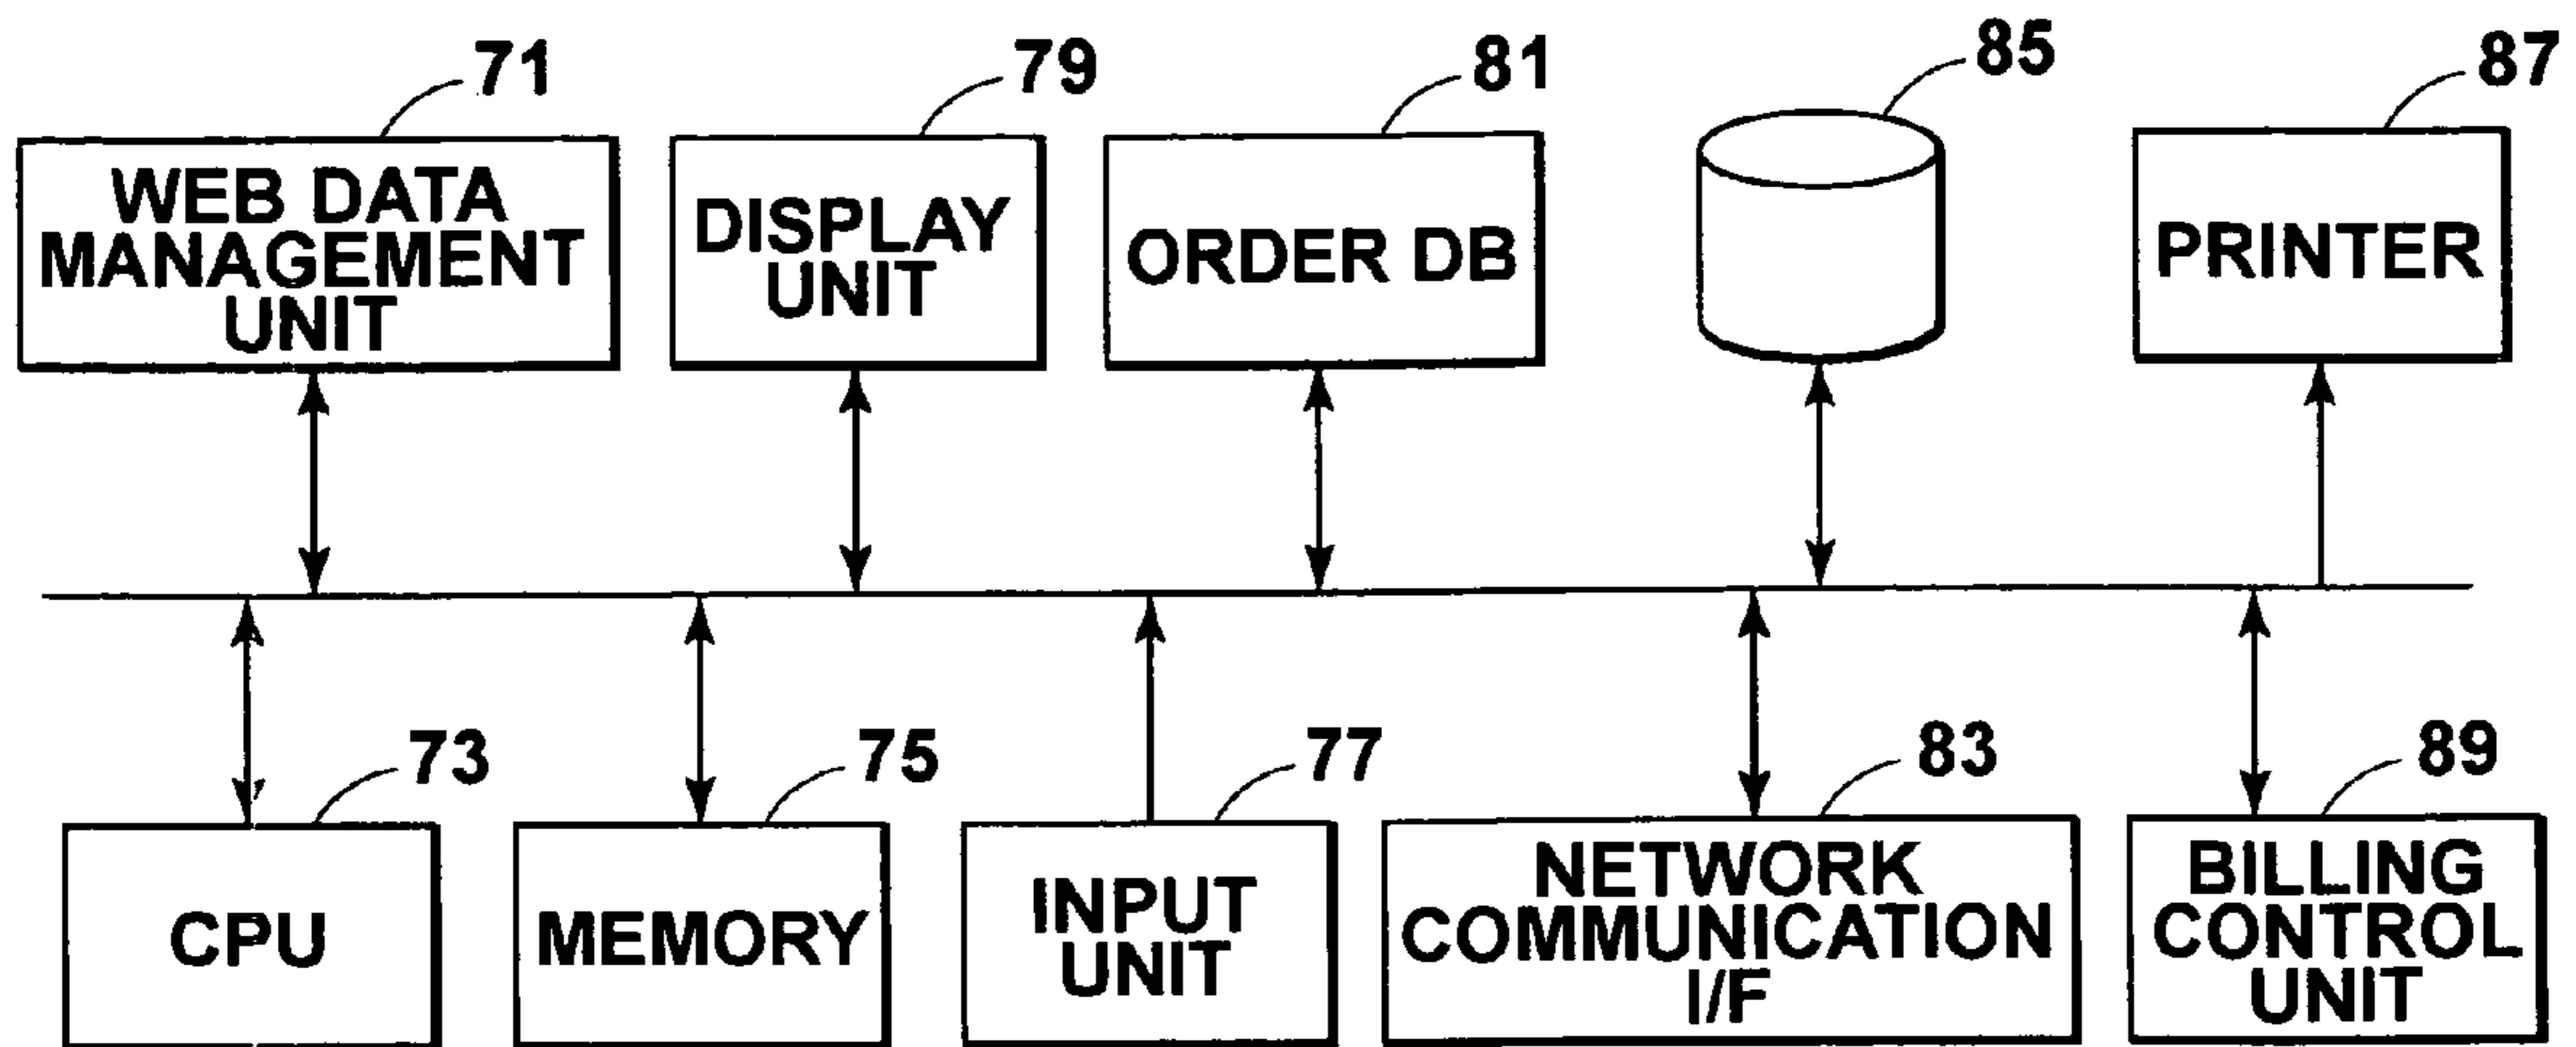 71
79
81
85
87
WEB DATA
MANAGEMENT
UNIT
DISPLAY
UNIT
ORDER DB
PRINTER
73
75
77
83
89
CPU
MEMORY
INPUT
UNIT
NETWORK
COMMUNICATION
I/F
BILLING
CONTROL
UNIT